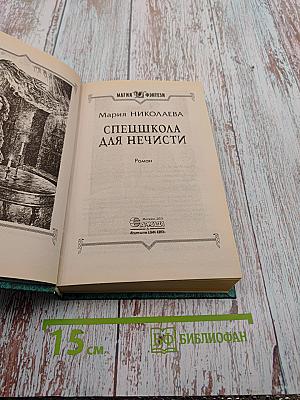 МАГИЯ ФЭНТЕЗИ
Мария НИКОЛАЕВА
СПЕЦШКОЛА
ДЛЯ НЕЧИСТИ
Роман
15 см.
БИБЛИОФАН